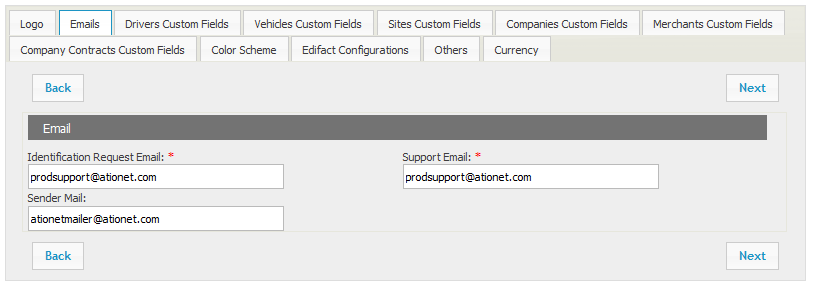 Logo Emails Drivers Custom Fields Vehicles Custom Fields Sites Custom Fields Companies Custom Fields Merchants Custom Fields
Company Contracts Custom Fields Color Scheme Edifact Configurations Others Currency
Back Next
Email
Identification Request Email: * Support Email: *
prodsupport@ationet.com prodsupport@ationet.com
Sender Mail:
ationetmailer@ationet.com
Back Next